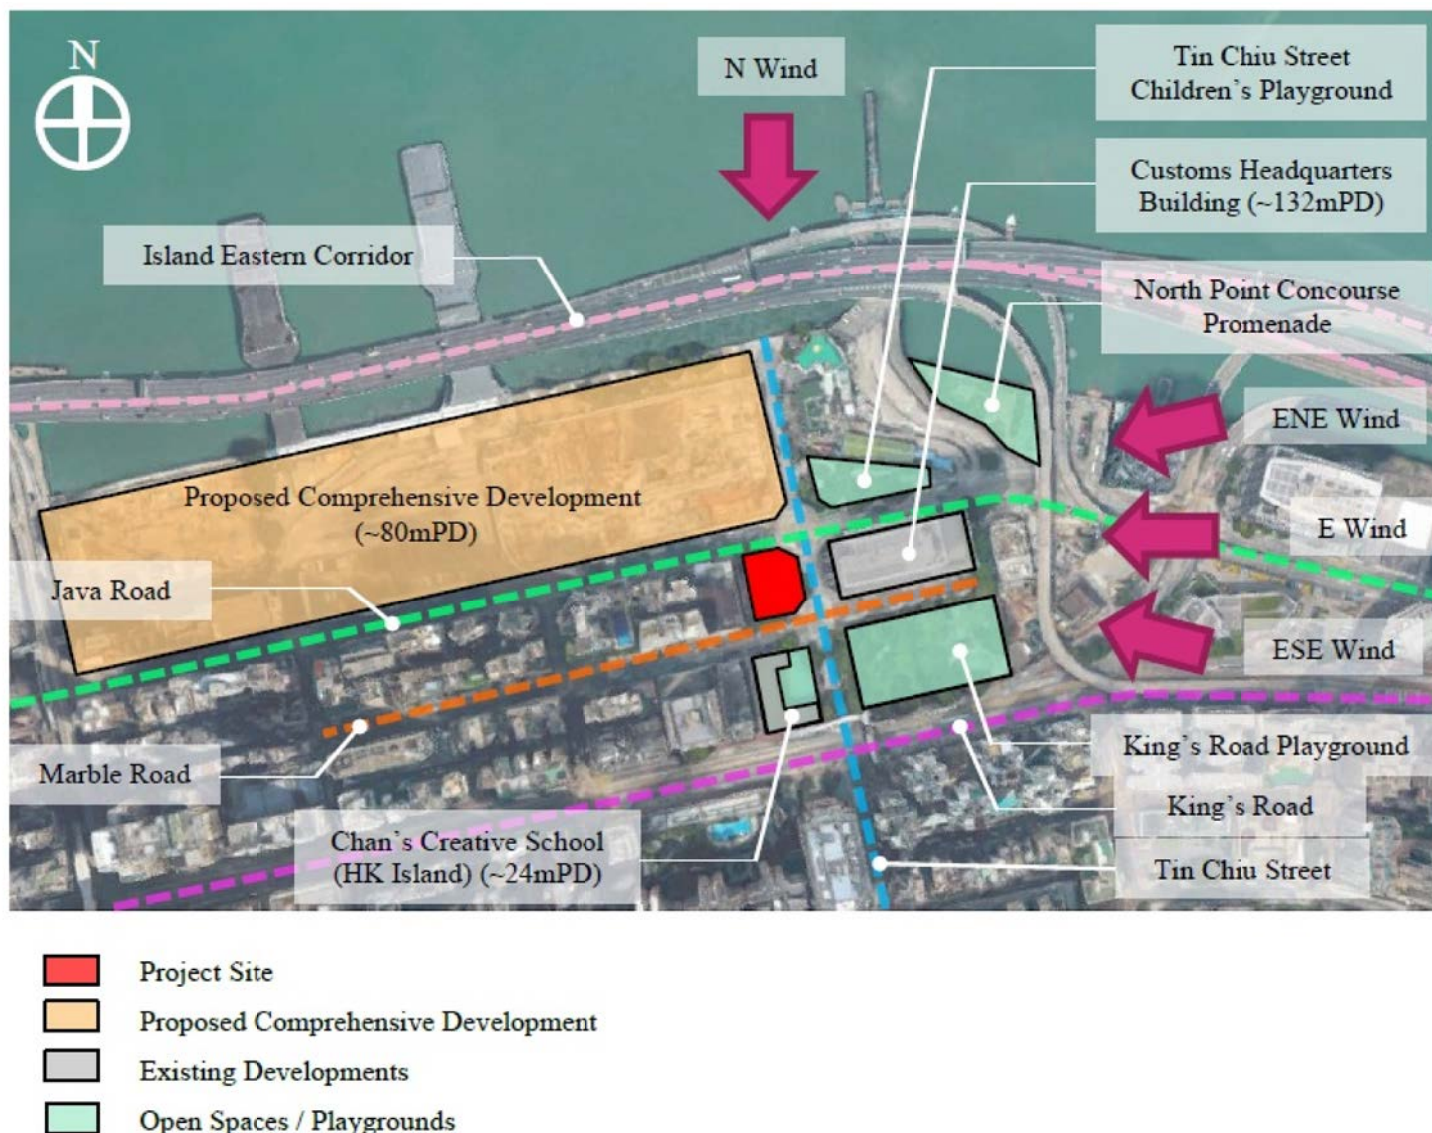 N
N Wind
Tin Chiu Street
Children's Playground
Customs Headquarters
Building (~132mPD)
Island Eastern Corridor
North Point Concourse
Promenade
ENE Wind
Proposed Comprehensive Development
(~80mPD)
E Wind
Java Road
ESE Wind
King's Road Playground
Marble Road
King's Road
Chan's Creative School
(HK Island) (~24mPD)
Tin Chiu Street
Project Site
Proposed Comprehensive Development
Existing Developments
Open Spaces / Playgrounds